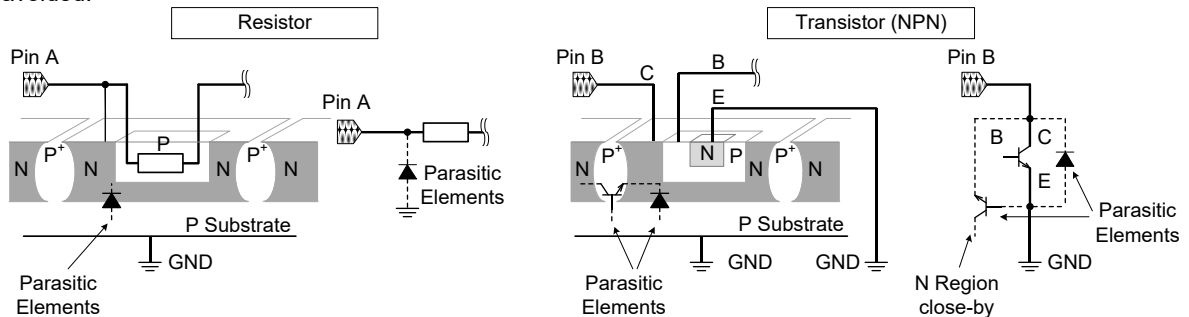 Resistor
Transistor (NPN)
Pin A
Pin B
C
B
E
Pin B
Pin A
N
P+
N
P
N
P+
N
Parasitic
Elements
P Substrate
GND
Parasitic
Elements
N
P+
N
N
P
N
P+
N
P Substrate
GND
GND
Parasitic
Elements
B
C
E
Parasitic
Elements
GND
N Region
close-by